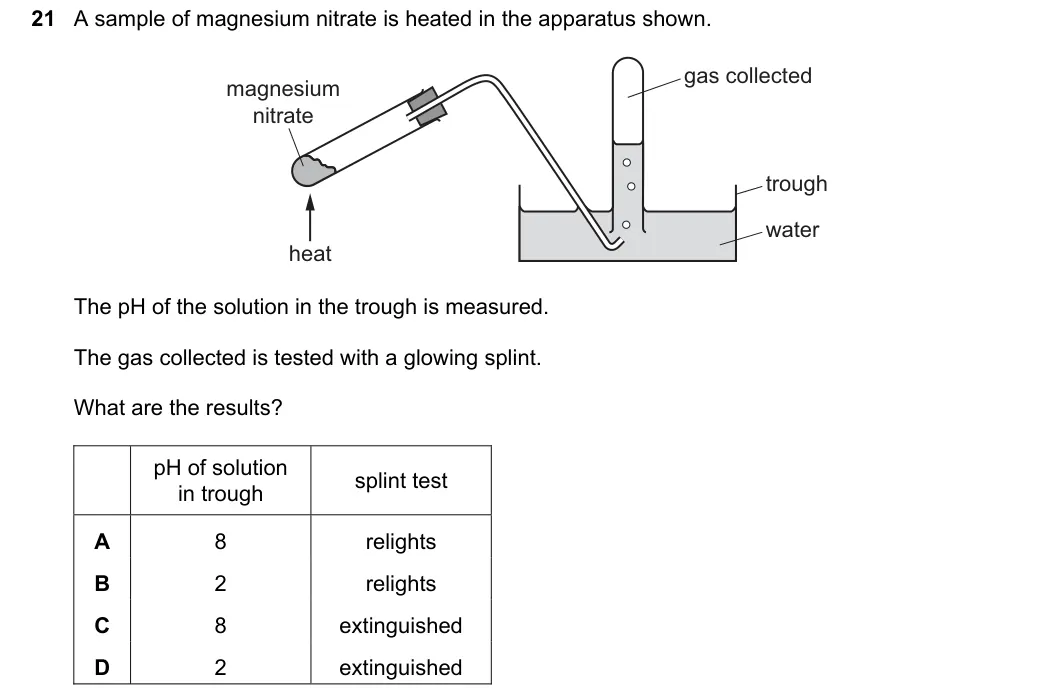 21 A sample of magnesium nitrate is heated in the apparatus shown.
magnesium
nitrate
gas collected
trough
water
heat
The pH of the solution in the trough is measured.
The gas collected is tested with a glowing splint.
What are the results?
pH of solution
in trough
splint test
A 8 relights
B 2 relights
C 8 extinguished
D 2 extinguished